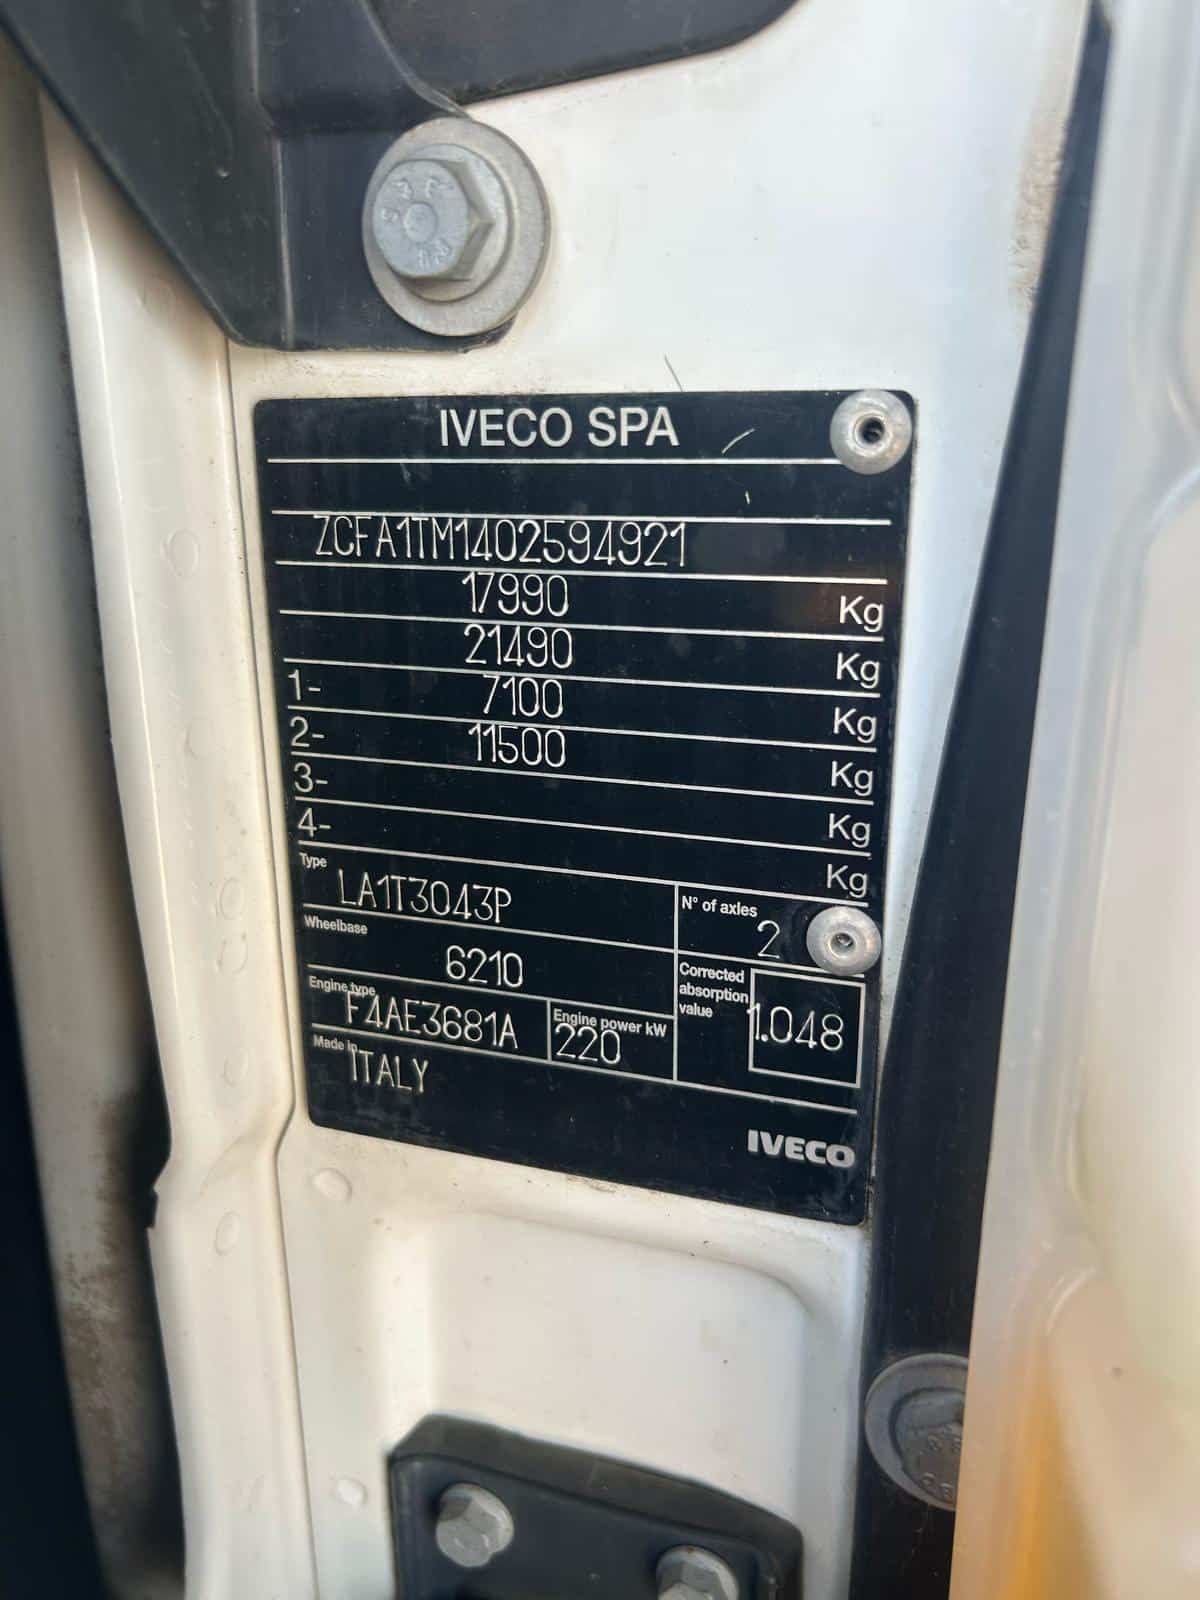 IVECO SPA
ZCFA1TM1402594921
17990 Kg
21490 Kg
1- 7100 Kg
2- 11500 Kg
3- Kg
4- Kg
Type
LA1T3043P
N° of axles
2
Wheelbase
6210
Corrected
absorption
value
1.048
Engine type
F4AE3681A
Engine power kW
220
Made in
ITALY
IVECO